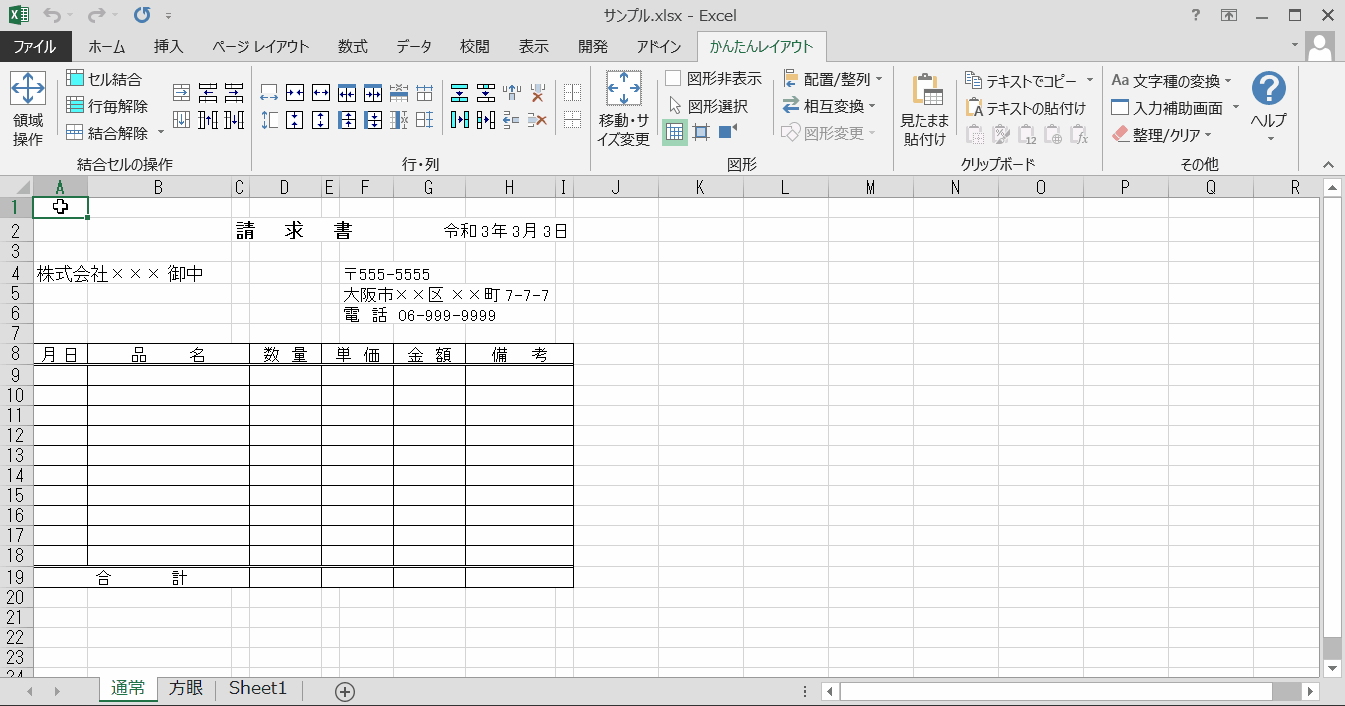 サンプル.xlsx - Excel
ファイル ホーム 挿入 ページ レイアウト 数式 データ 校閲 表示 開発 アドイン かんたんレイアウト
領域操作 セル結合 行毎解除 結合解除
結合セルの操作
行・列
移動・サイズ変更 図形非表示 図形選択 配置/整列 相互変換 図形変更
図形
見たまま貼付け テキストでコピー テキストの貼付け
クリップボード
Aa 文字種の変換 入力補助画面 整理/クリア
その他
ヘルプ
A B C D E F G H I J K L M N O P Q R
1
2 請 求 書 令和3年3月3日
3
4 株式会社××× 御中 〒555-5555
5 大阪市××区 ××町 7-7-7
6 電 話 06-999-9999
7
8 月 日 品 名 数 量 単 価 金 額 備 考
9
10
11
12
13
14
15
16
17
18
19 合 計
20
21
22
23
24
通常 方眼 Sheet1